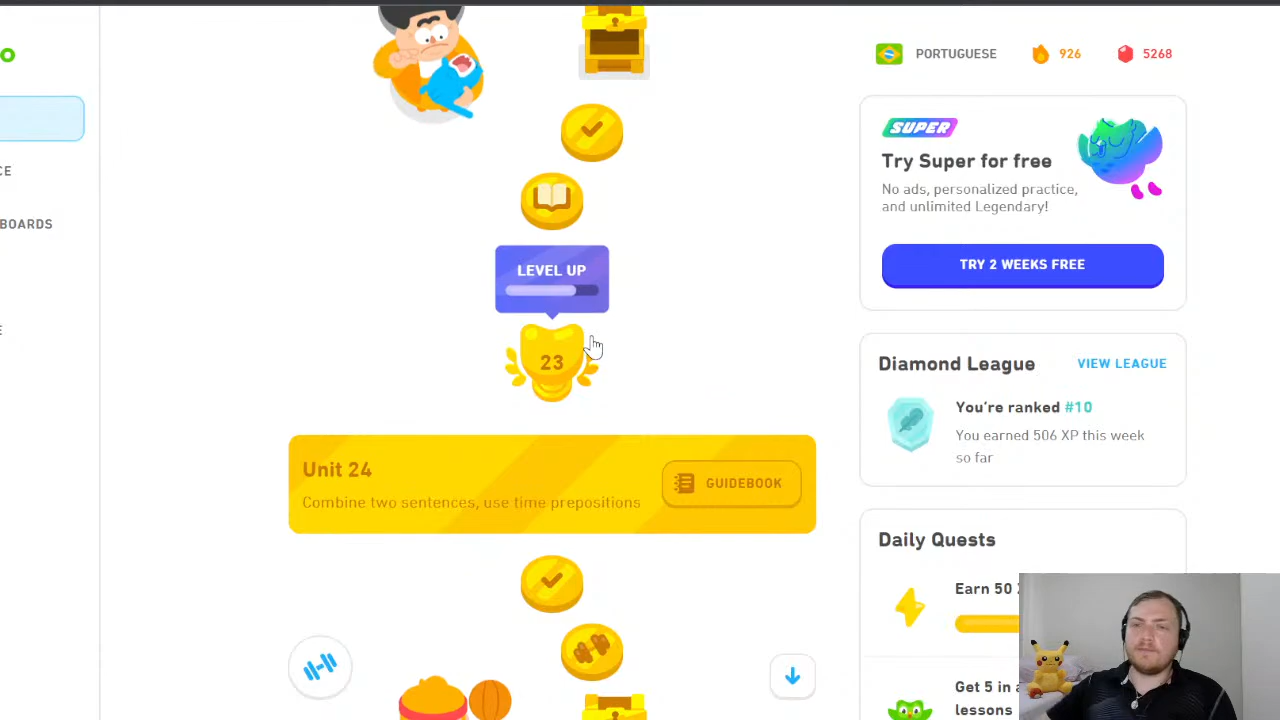 CE
BOARDS
E
LEVEL UP
23
Unit 24
Combine two sentences, use time prepositions
GUIDEBOOK
PORTUGUESE
926
5268
SUPER
Try Super for free
No ads, personalized practice,
and unlimited Legendary!
TRY 2 WEEKS FREE
Diamond League
VIEW LEAGUE
You're ranked #10
You earned 506 XP this week
so far
Daily Quests
Earn 50
Get 5 in a
lessons